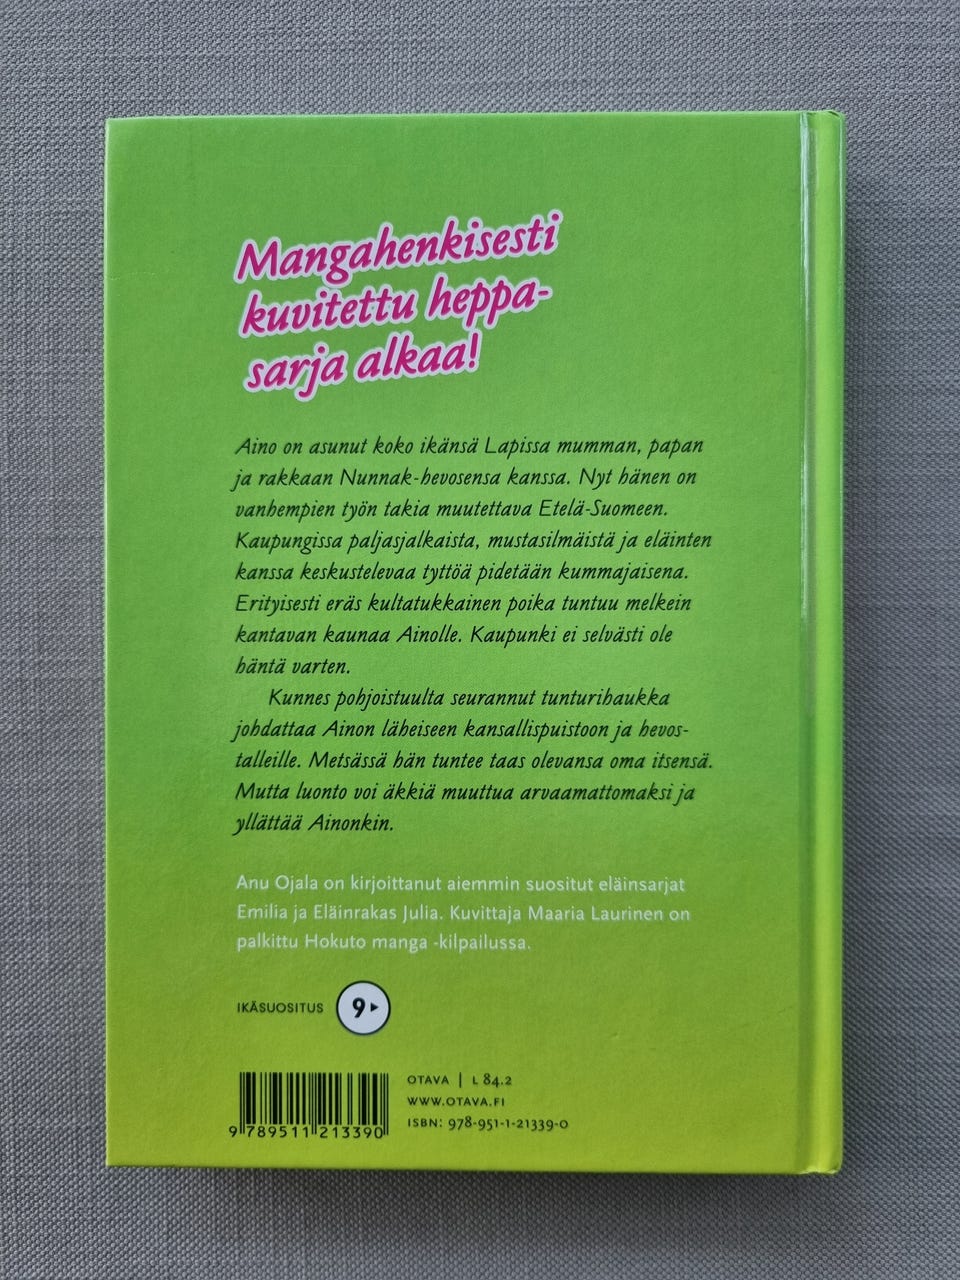 Mangahenkisesti
kuvitettu heppa-
sarja alkaa!
Aino on asunut koko ikänsä Lapissa mumman, papan
ja rakkaan Nunnak-hevosensa kanssa. Nyt hänen on
vanhempien työn takia muutettava Etelä-Suomeen.
Kaupungissa paljasjalkaista, mustasilmäistä ja eläinten
kanssa keskustelevaa tyttöä pidetään kummajaisena.
Erityisesti eräs kultatukkainen poika tuntuu melkein
kantavan kaunaa Ainolle. Kaupunki ei selvästi ole
häntä varten.
Kunnes pohjoistuulta seurannut tunturihaukka
johdattaa Ainon läheiseen kansallispuistoon ja hevos-
talleille. Metsässä hän tuntee taas olevansa oma itsensä.
Mutta luonto voi äkkiä muuttua arvaamattomaksi ja
yllättää Ainonkin.
Anu Ojala on kirjoittanut aiemmin suositut eläinsarjat
Emilia ja Eläinrakas Julia. Kuvittaja Maaria Laurinen on
palkittu Hokuto manga -kilpailussa.
IKÄSUOSITUS 9
OTAVA | L 84.2
WWW.OTAVA.FI
ISBN: 978-951-1-21339-0
9 789511 213390